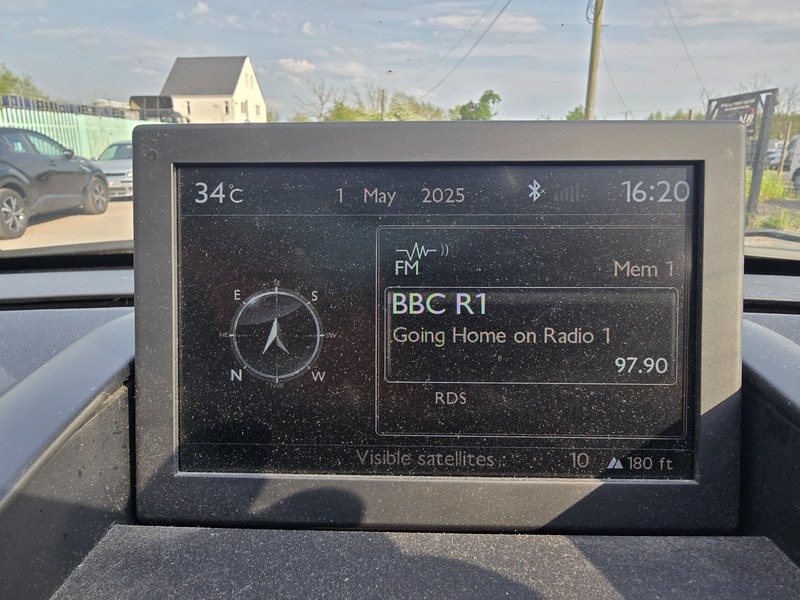 34°C 1 May 2025 16:20
FM Mem 1
BBC R1
Going Home on Radio 1
97.90
RDS
E S
N W
Visible satellites: 10 180 ft